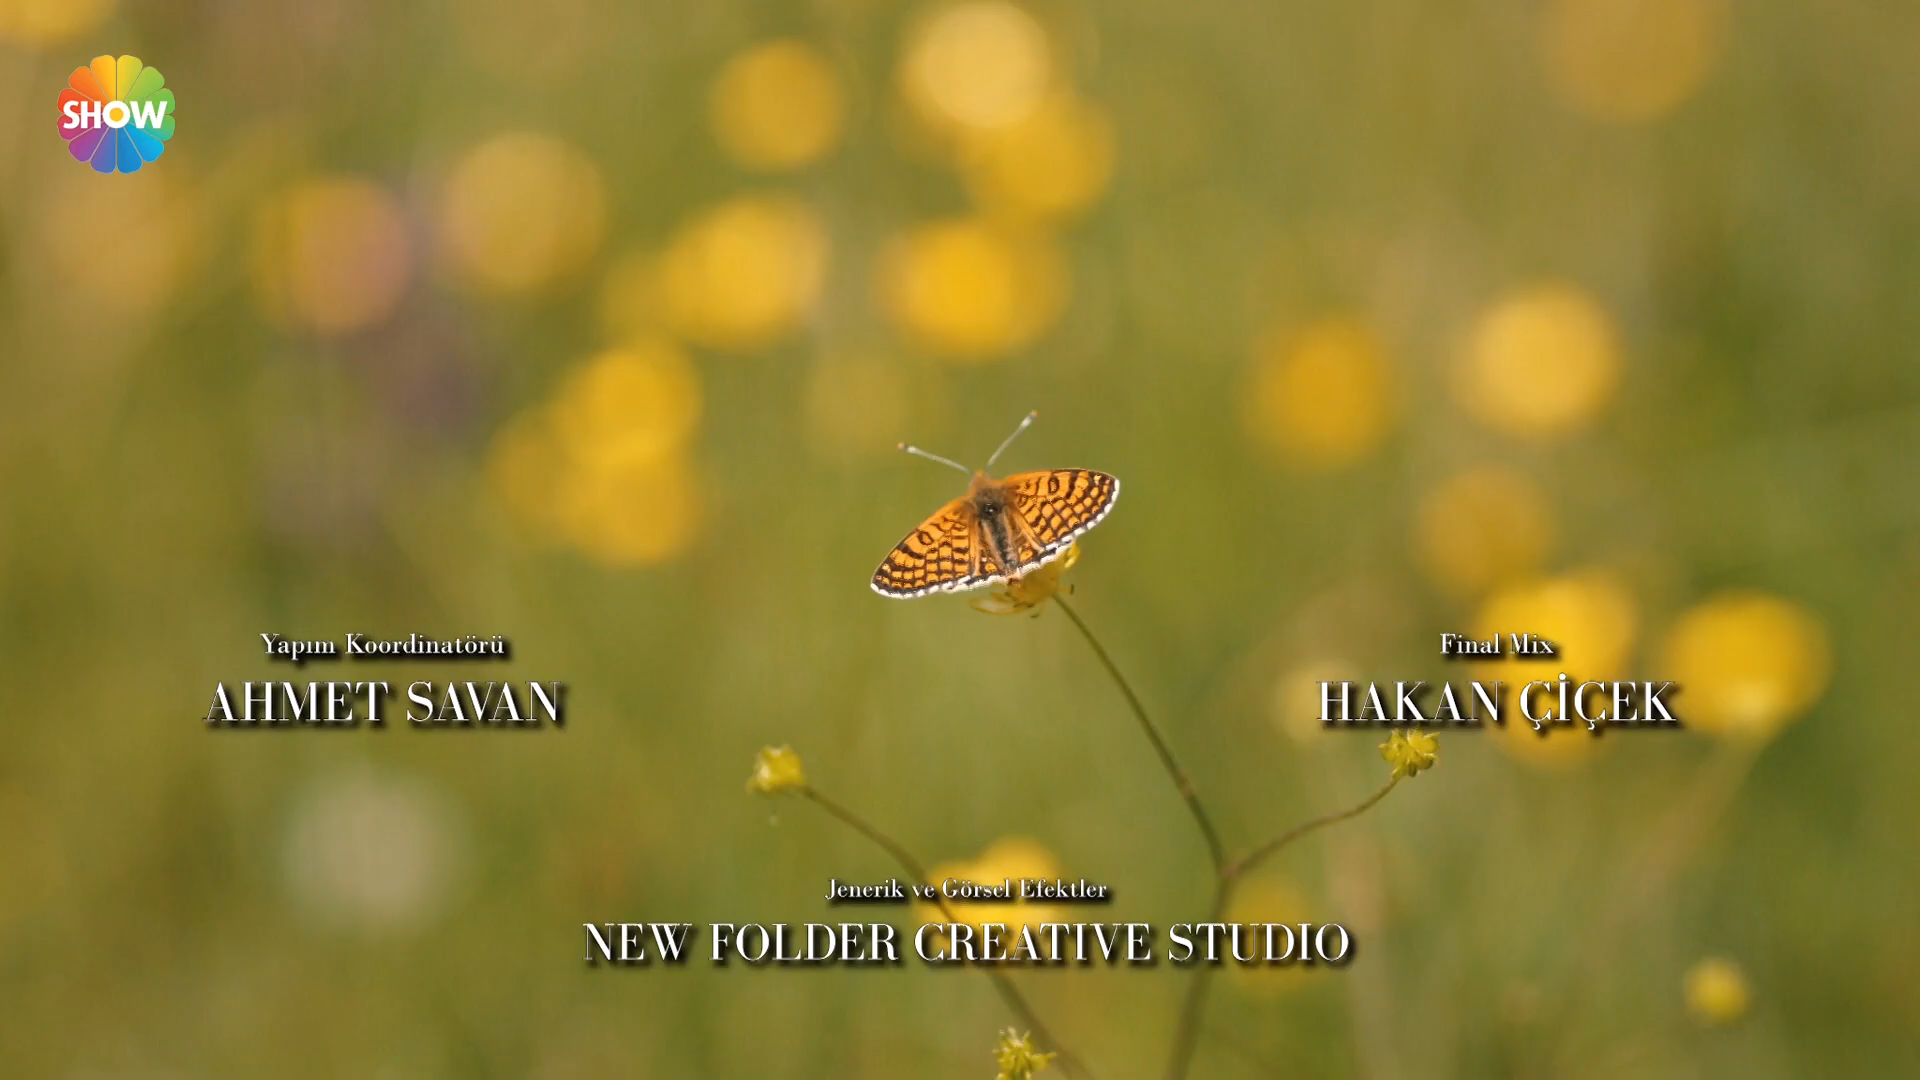 SHOW
Yapım Koordinatörü
AHMET SAVAN
Final Mix
HAKAN ÇİÇEK
Jenerik ve Görsel Efektler
NEW FOLDER CREATIVE STUDIO